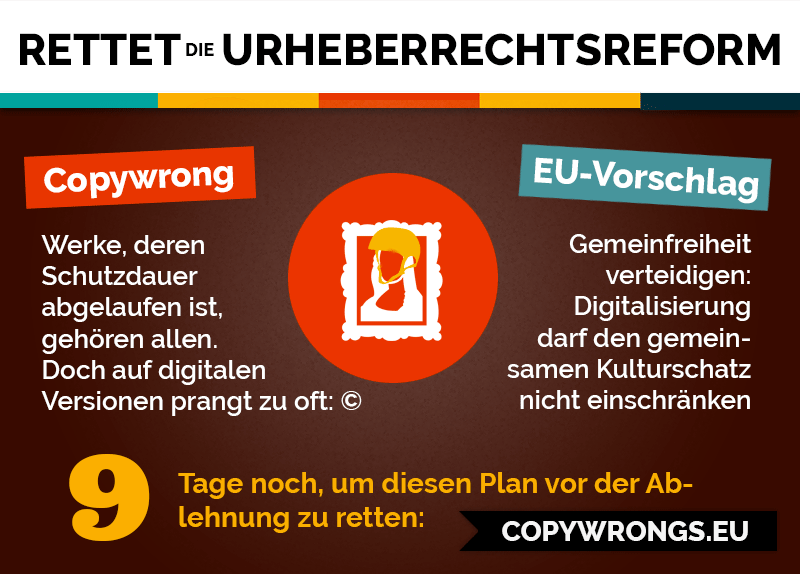 RETTET DIE URHEBERRECHTSREFORM
Copywrong
Werke, deren
Schutzdauer
abgelaufen ist,
gehören allen.
Doch auf digitalen
Versionen prangt zu oft: ©
EU-Vorschlag
Gemeinfreiheit
verteidigen:
Digitalisierung
darf den gemein-
samen Kulturschatz
nicht einschränken
9
Tage noch, um diesen Plan vor der Ab-
lehnung zu retten:
COPYWRONGS.EU